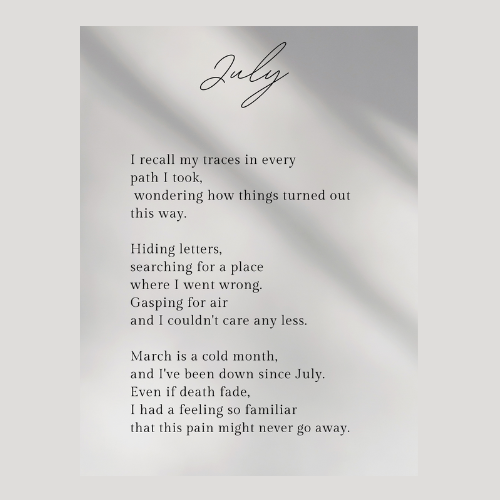 July
I recall my traces in every
path I took,
wondering how things turned out
this way.
Hiding letters,
searching for a place
where I went wrong.
Gasping for air
and I couldn't care any less.
March is a cold month,
and I've been down since July.
Even if death fade,
I had a feeling so familiar
that this pain might never go away.